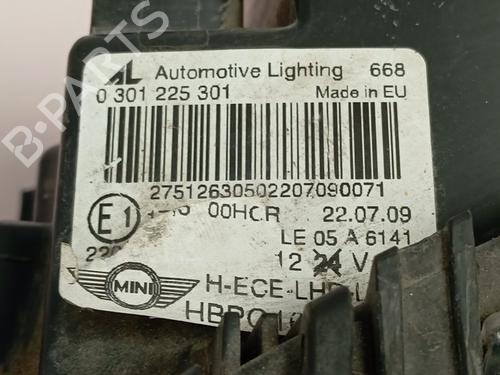 AL Automotive Lighting 668
0 301 225 301 Made in EU
27512630502207090071
E1 00HCR 22.07.09
LE 05 A 6141
12 24 V
MINI H-ECE-LHD
B-PARTS